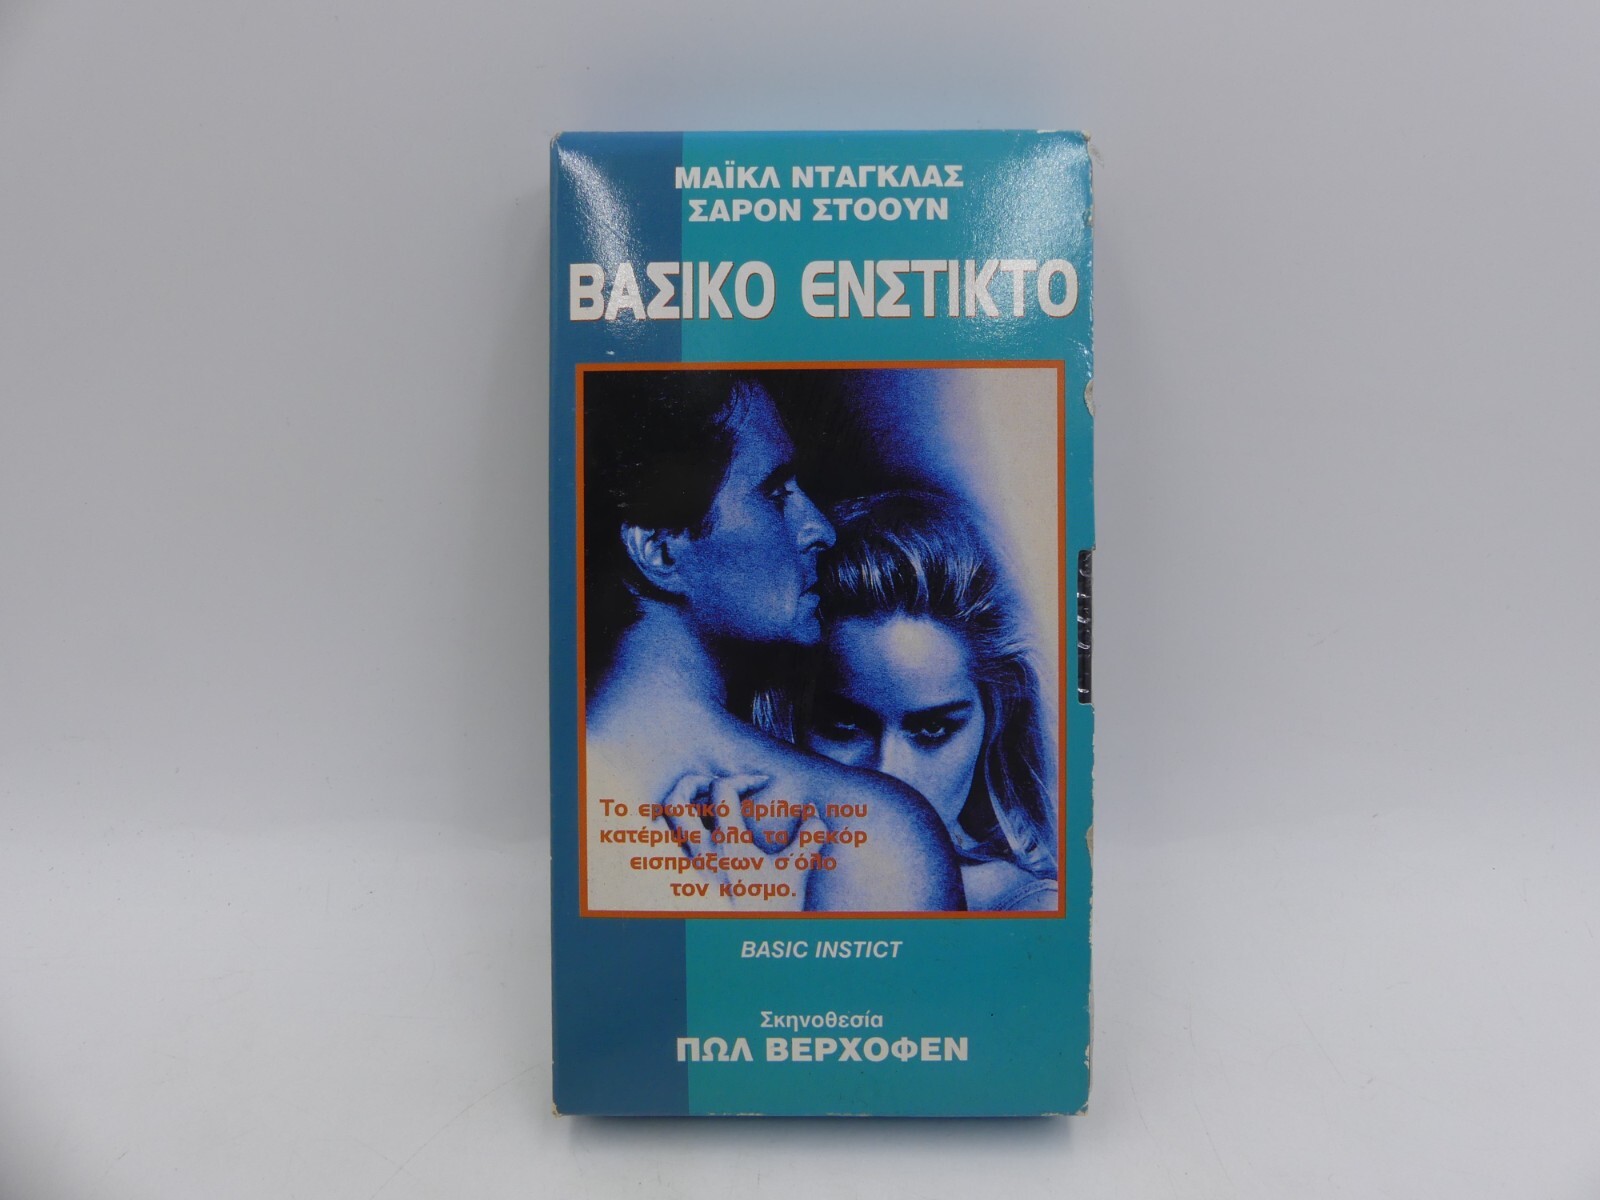 ΜΑΪΚΛ ΝΤΑΓΚΛΑΣ
ΣΑΡΟΝ ΣΤΟΟΥΝ
ΒΑΣΙΚΟ ΕΝΣΤΙΚΤΟ
Το ερωτικό θρίλερ που
κατέριψε όλα τα ρεκόρ
εισπράξεων σ'όλο
τον κόσμο.
BASIC INSTICT
Σκηνοθεσία
ΠΩΛ ΒΕΡΧΟΦΕΝ